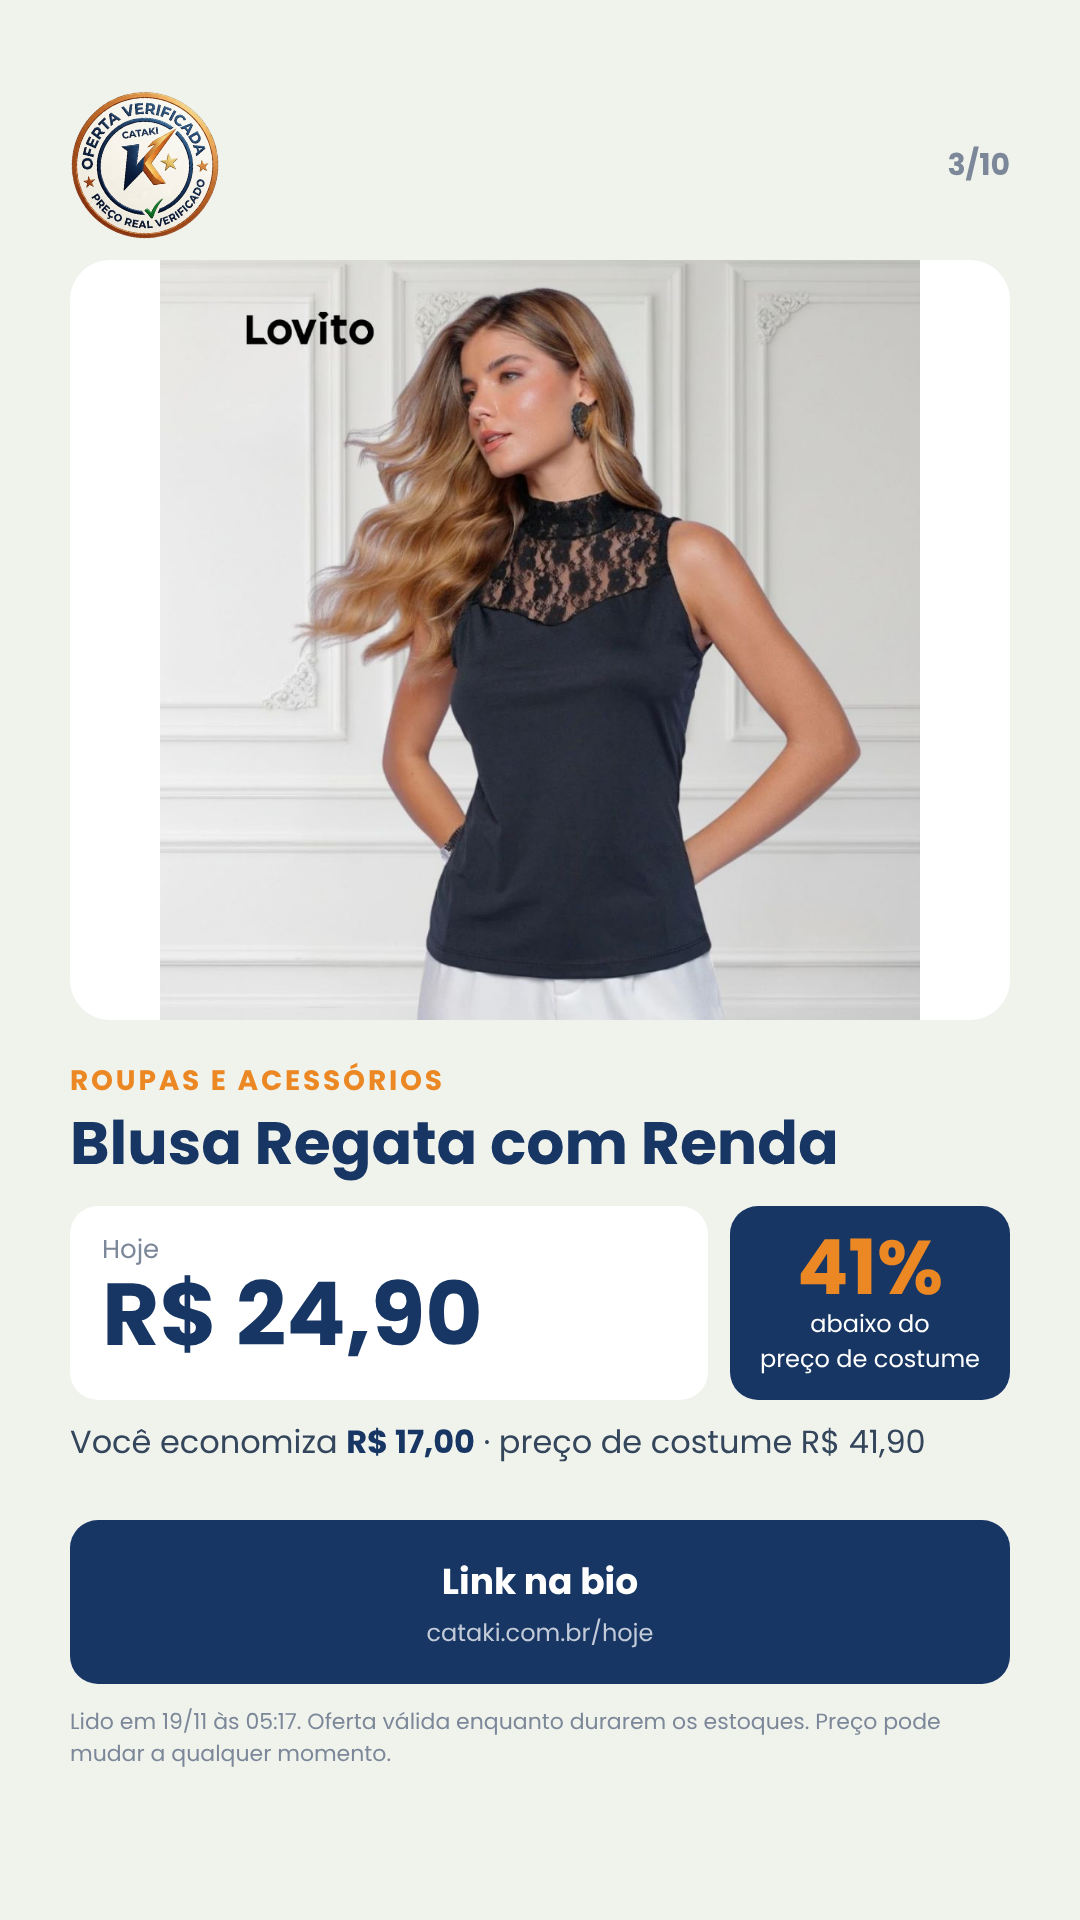 OFERTA VERIFICADA
CATAKI
K
PREÇO REAL VERIFICADO
3/10
Lovito
ROUPAS E ACESSÓRIOS
Blusa Regata com Renda
Hoje
R$ 24,90
41%
abaixo do
preço de costume
Você economiza R$ 17,00 · preço de costume R$ 41,90
Link na bio
cataki.com.br/hoje
Lido em 19/11 às 05:17. Oferta válida enquanto durarem os estoques. Preço pode
mudar a qualquer momento.